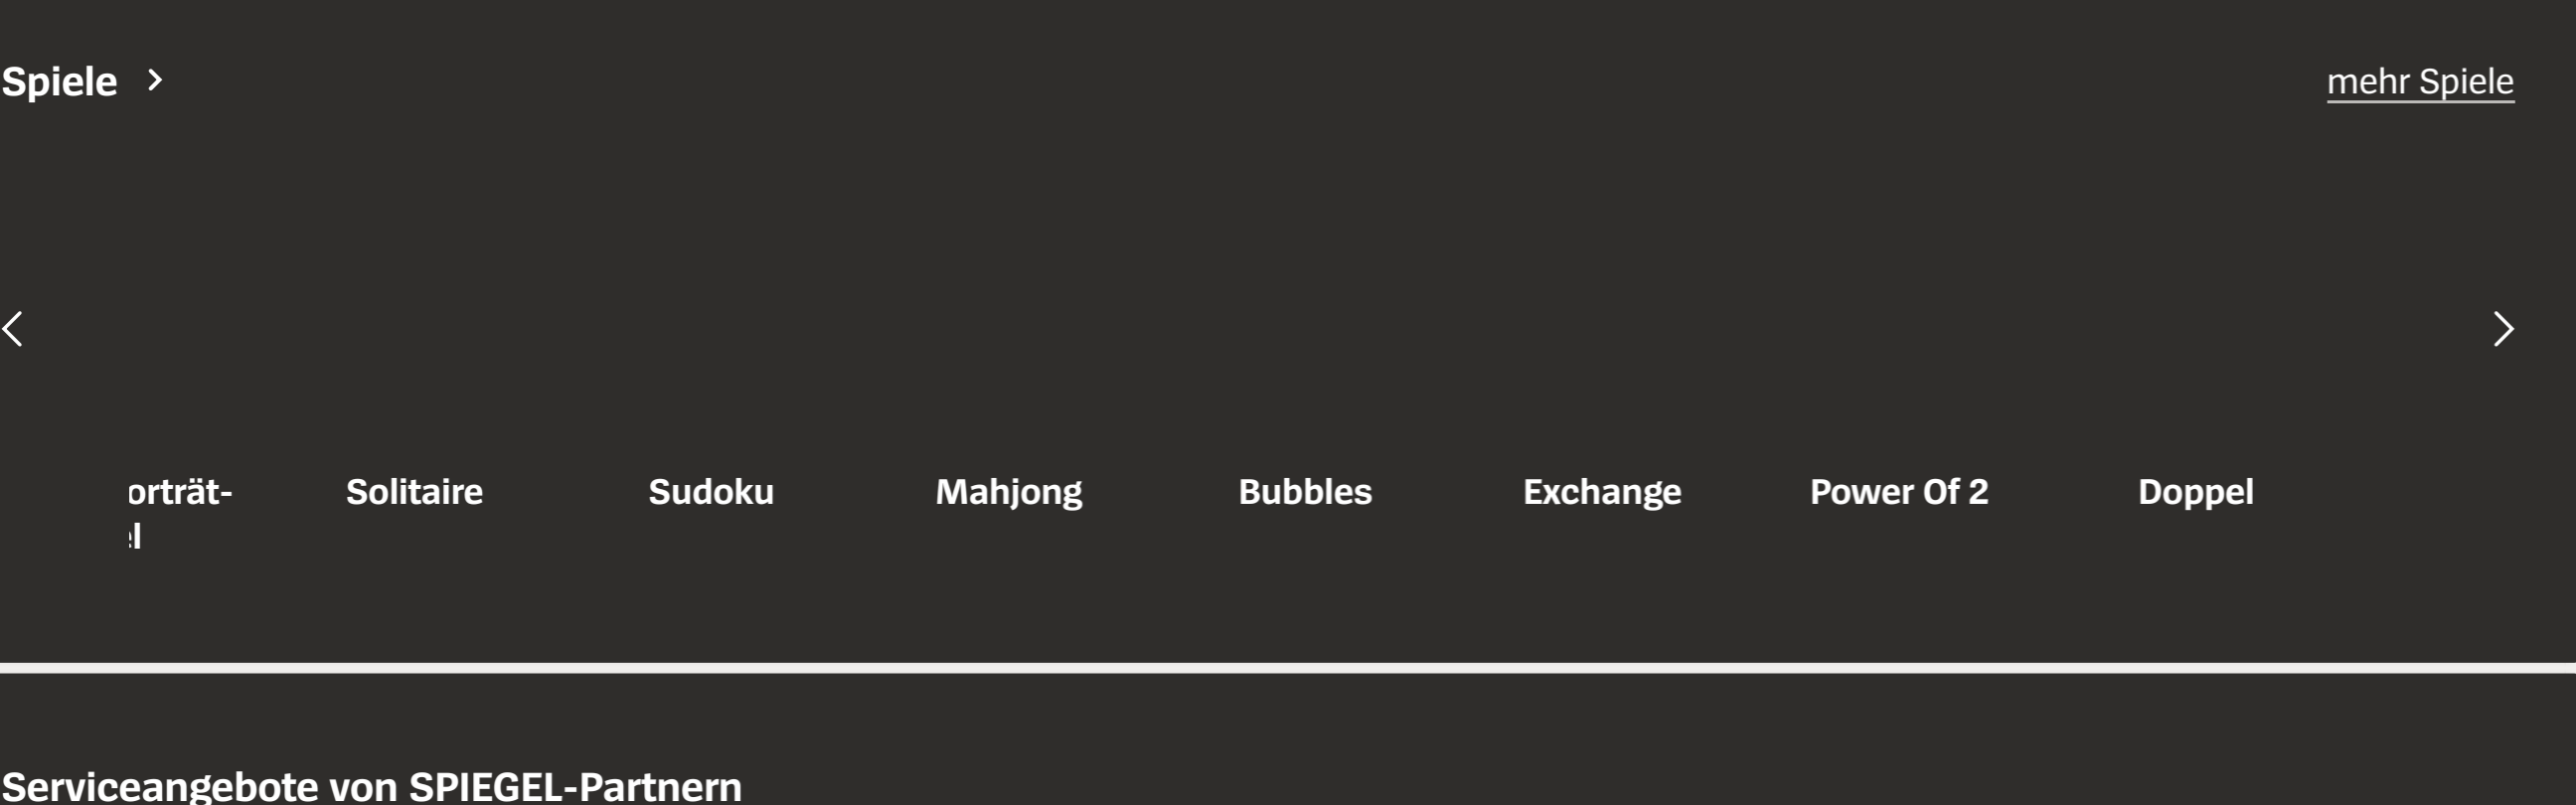 Spiele
mehr Spiele
Solitaire
Sudoku
Mahjong
Bubbles
Exchange
Power Of 2
Doppel
Serviceangebote von SPIEGEL-Partnern